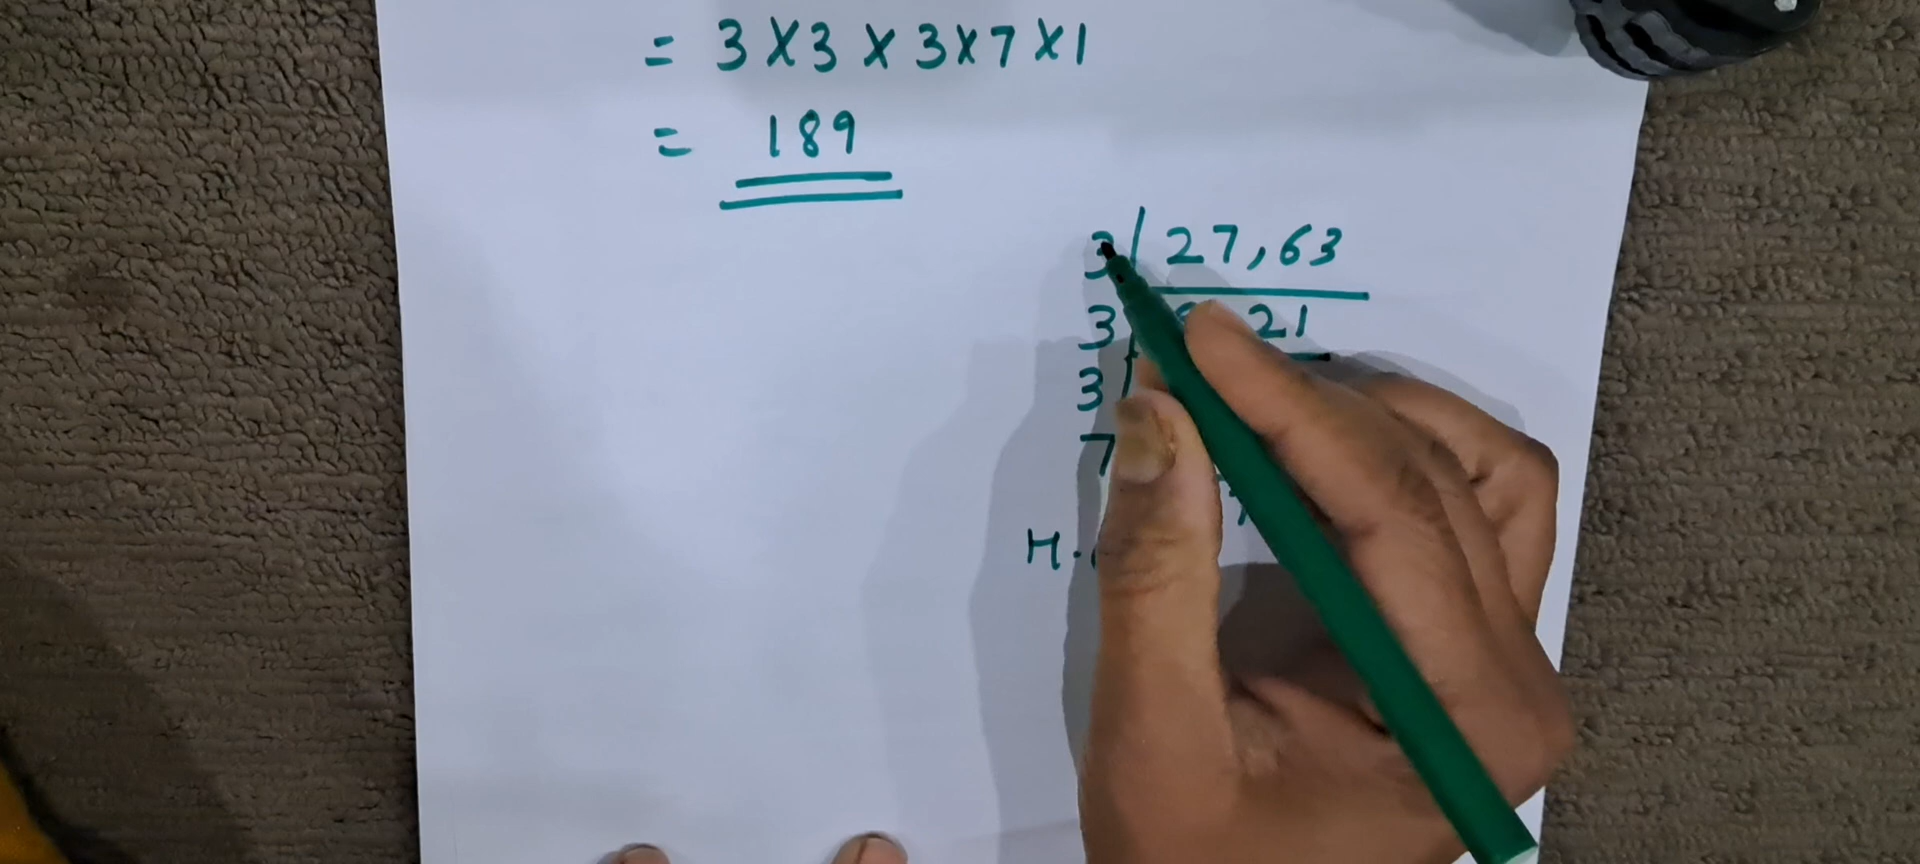 = 3 X 3 X 3 X 7 X 1
= 189
3 27, 63
3 21
3
7
H.